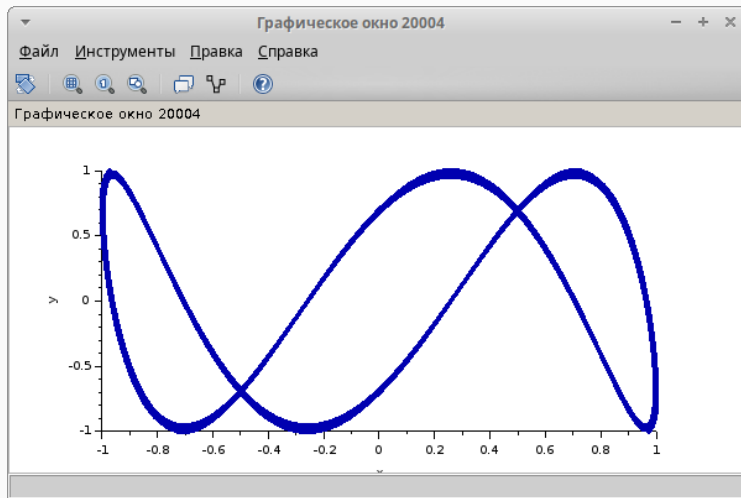 Графическое окно 20004
Файл Инструменты Правка Справка
Графическое окно 20004
1
0.5
0
-0.5
-1
y
-1 -0.8 -0.6 -0.4 -0.2 0 0.2 0.4 0.6 0.8 1